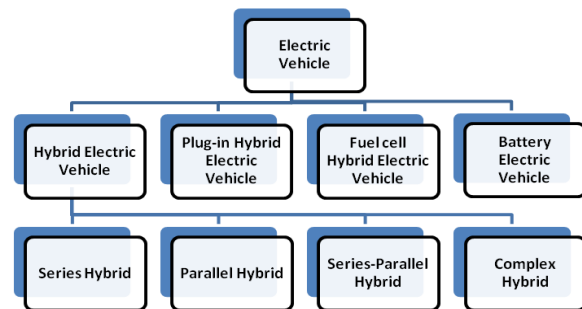 Electric
Vehicle
Hybrid Electric
Vehicle
Plug-in Hybrid
Electric
Vehicle
Fuel cell
Hybrid Electric
Vehicle
Battery
Electric
Vehicle
Series Hybrid
Parallel Hybrid
Series-Parallel
Hybrid
Complex
Hybrid